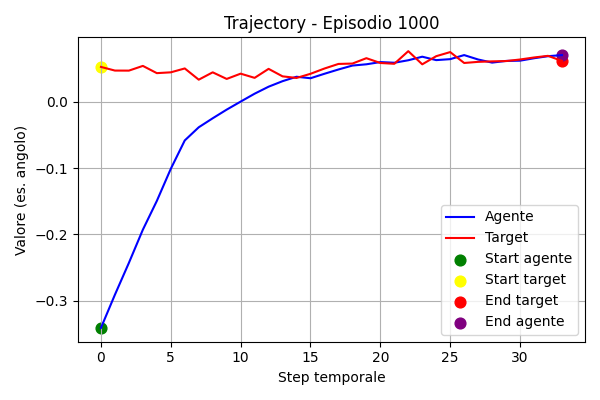 Trajectory - Episodio 1000
Valore (es. angolo)
0.0
−0.1
−0.2
−0.3
0 5 10 15 20 25 30
Step temporale
Agente
Target
Start agente
Start target
End target
End agente